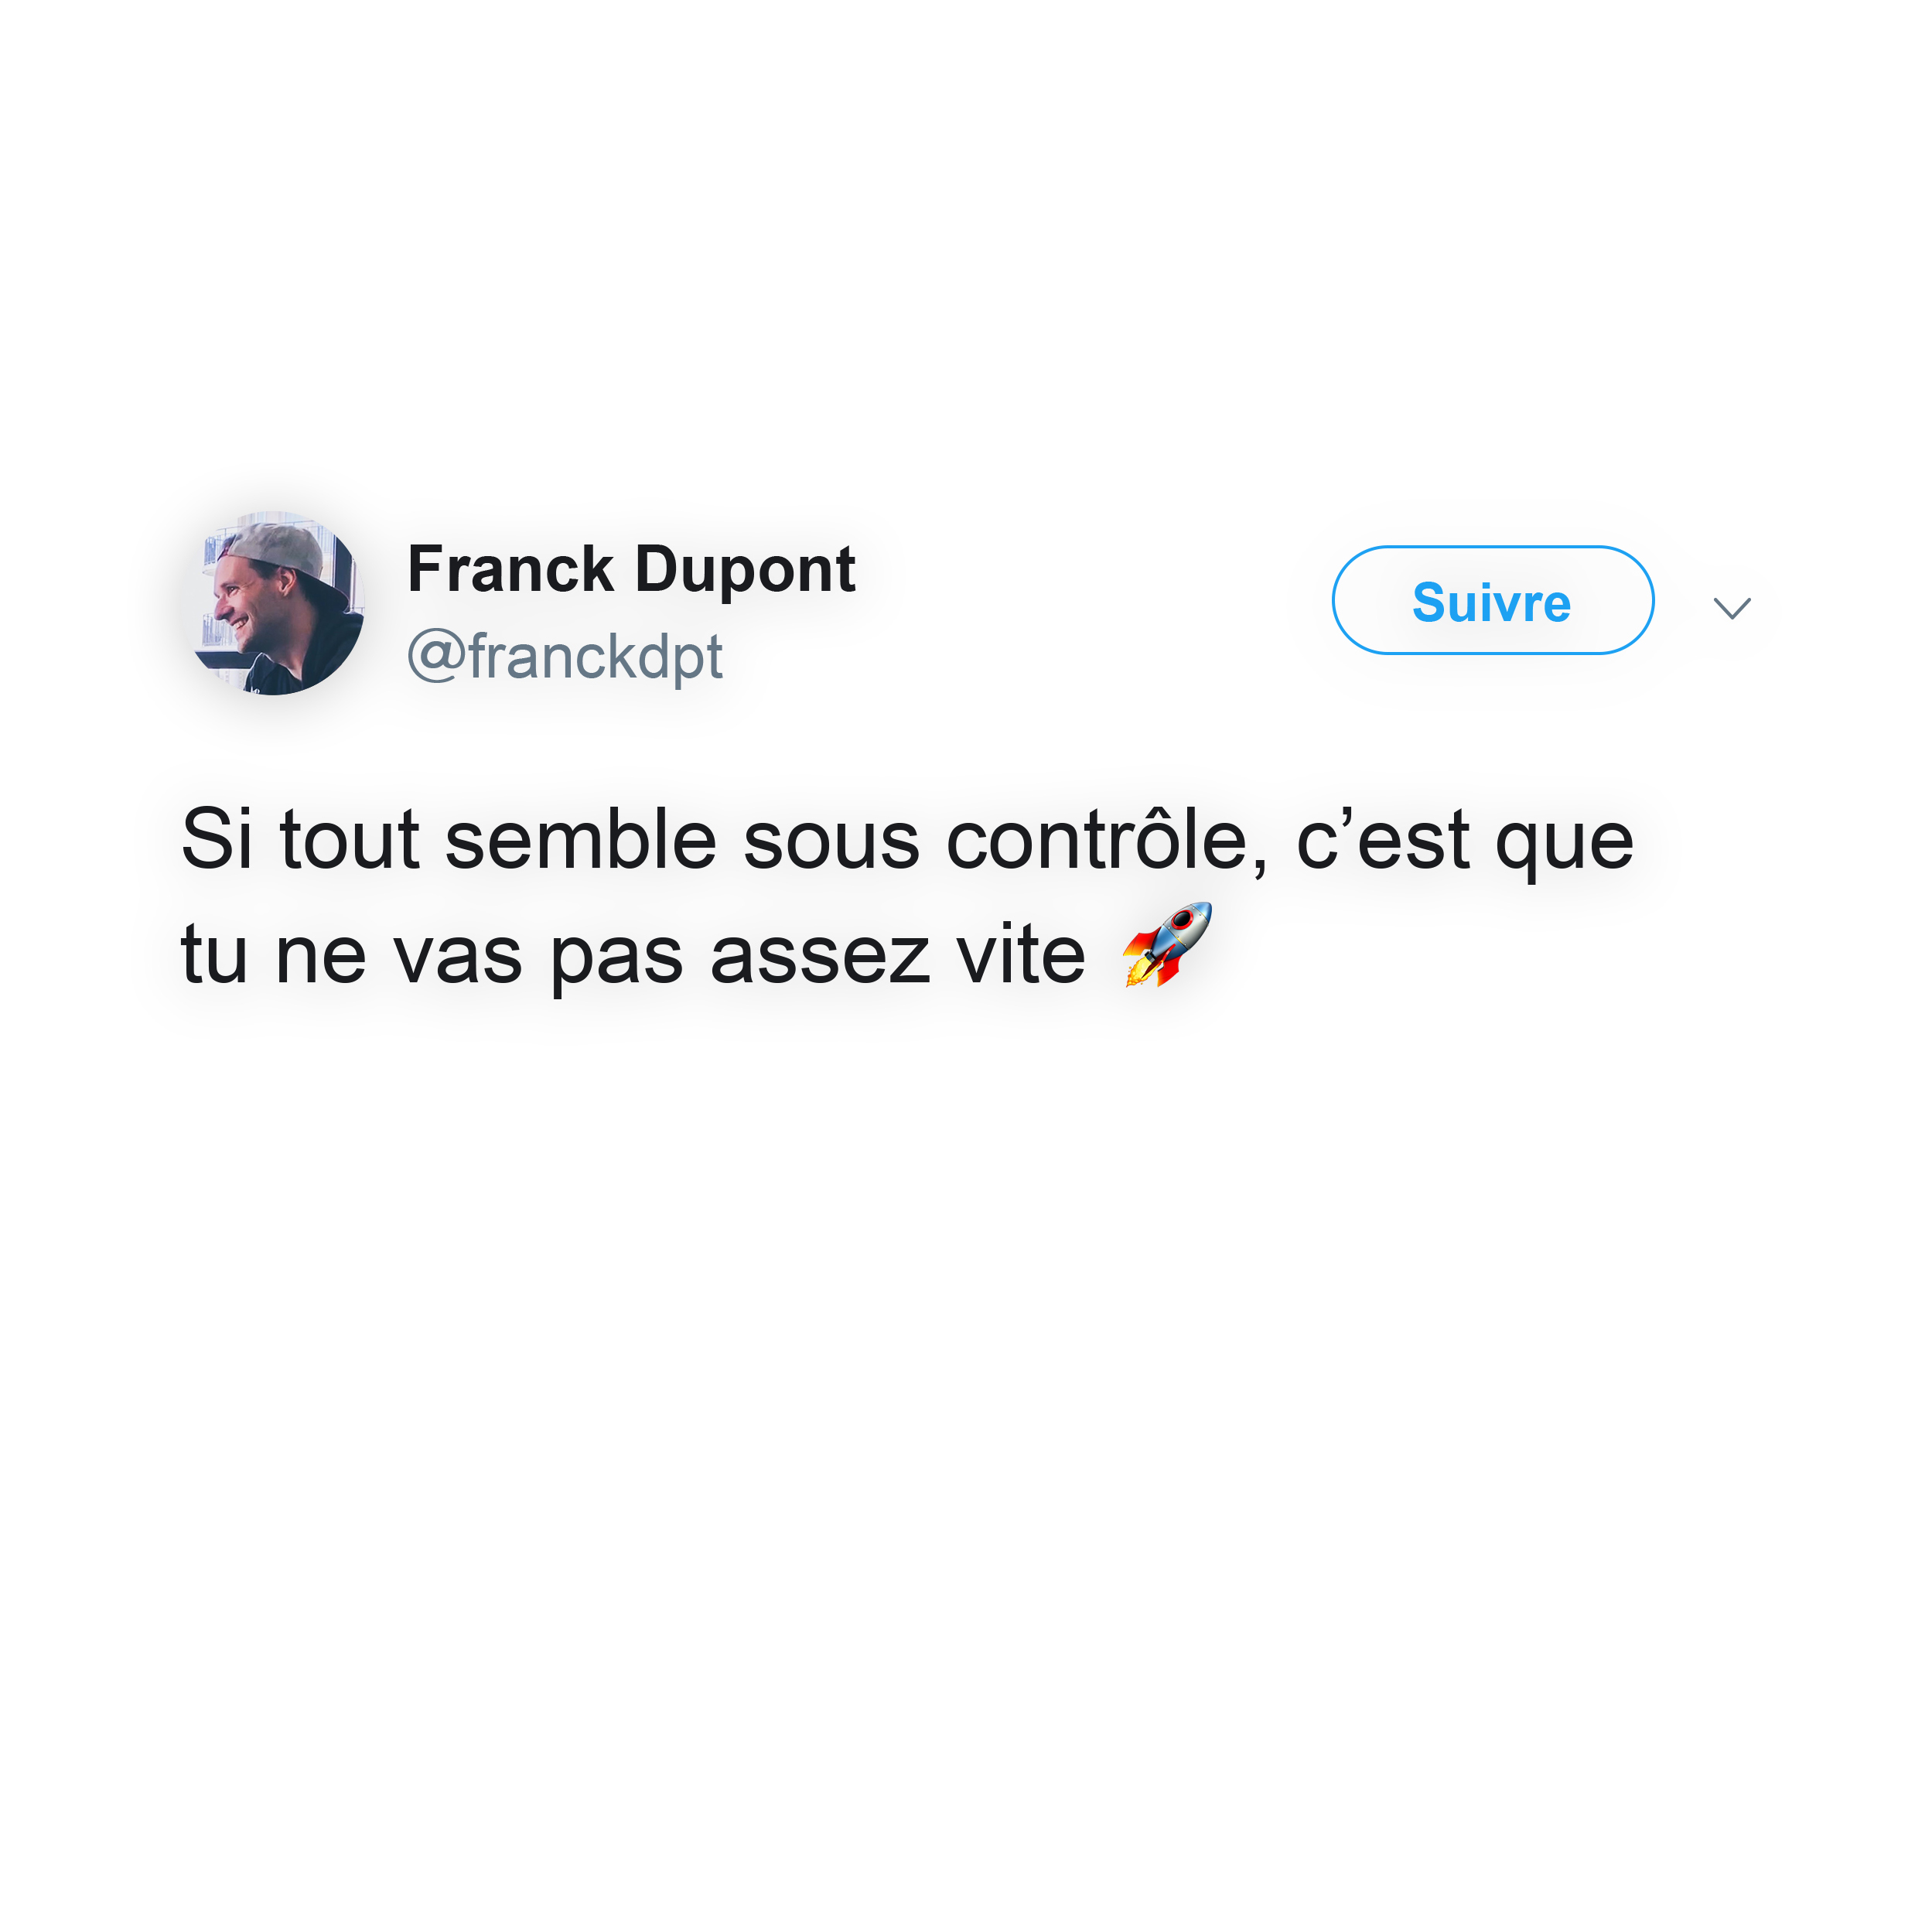 Franck Dupont
@franckdpt
Suivre
Si tout semble sous contrôle, c’est que
tu ne vas pas assez vite 🚀